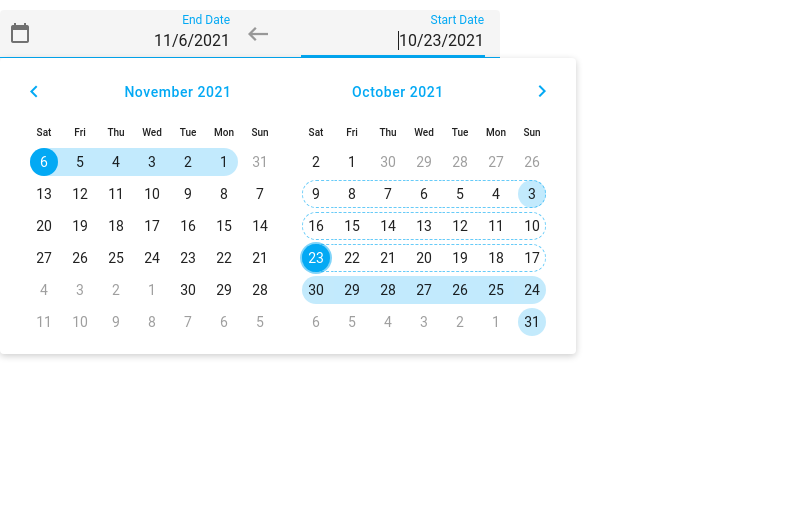 End Date Start Date
11/6/2021 10/23/2021
November 2021 October 2021
Sat Fri Thu Wed Tue Mon Sun Sat Fri Thu Wed Tue Mon Sun
6 5 4 3 2 1 31 2 1 30 29 28 27 26
13 12 11 10 9 8 7 9 8 7 6 5 4 3
20 19 18 17 16 15 14 16 15 14 13 12 11 10
27 26 25 24 23 22 21 23 22 21 20 19 18 17
4 3 2 1 30 29 28 30 29 28 27 26 25 24
11 10 9 8 7 6 5 6 5 4 3 2 1 31